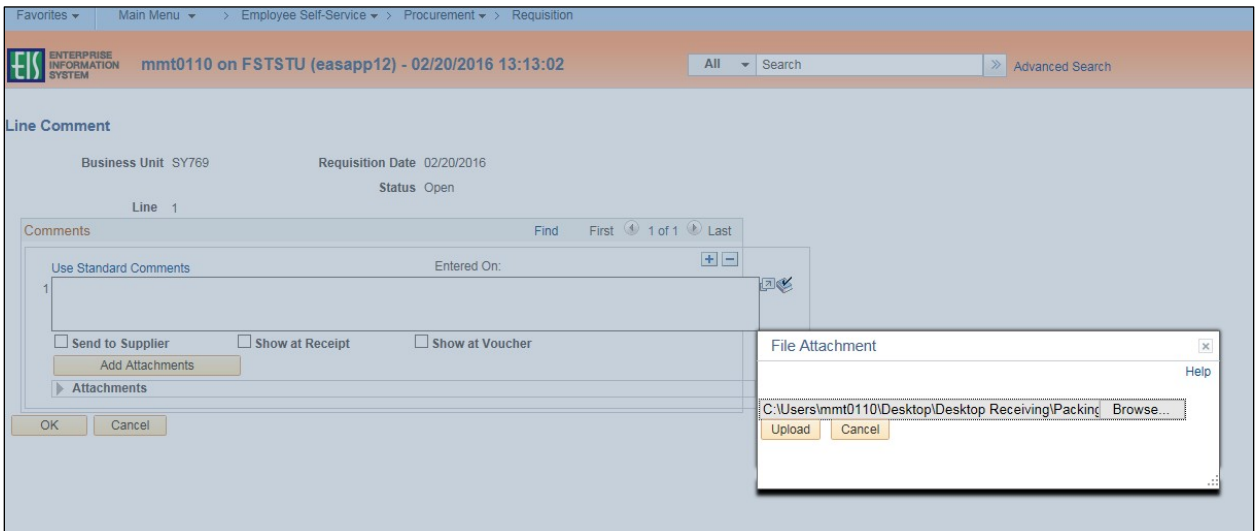 Favorites Main Menu > Employee Self-Service > Procurement > Requisition
EIS ENTERPRISE INFORMATION SYSTEM
mmt0110 on FSTSTU (easapp12) - 02/20/2016 13:13:02
All Search Advanced Search
Line Comment
Business Unit SY769 Requisition Date 02/20/2016
Status Open
Line 1
Comments Find First 1 of 1 Last
Use Standard Comments Entered On:
1
Send to Supplier Show at Receipt Show at Voucher
Add Attachments
Attachments
OK Cancel
File Attachment
Help
C:\Users\mmt0110\Desktop\Desktop Receiving\Packing Browse...
Upload Cancel